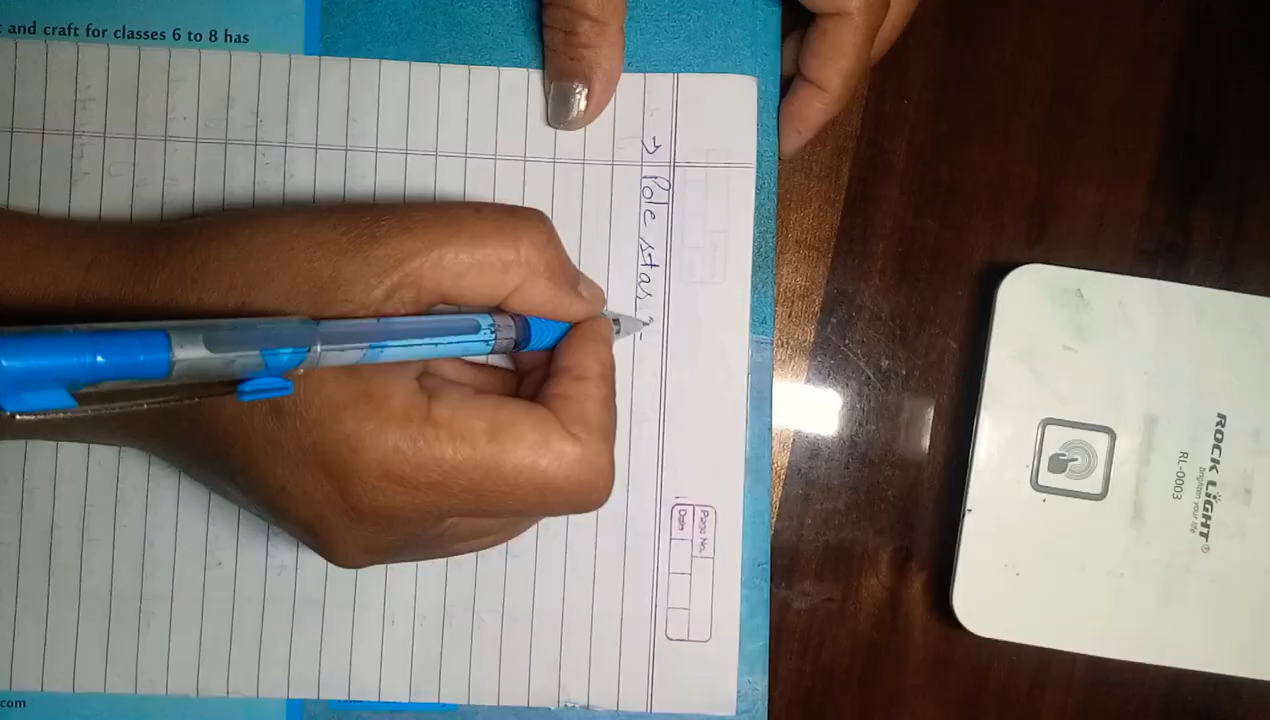 t and craft for classes 6 to 8 has
→ Pole star
Page No.
Date
ROCK LiGHT®
brighten your life
RL-0003
com